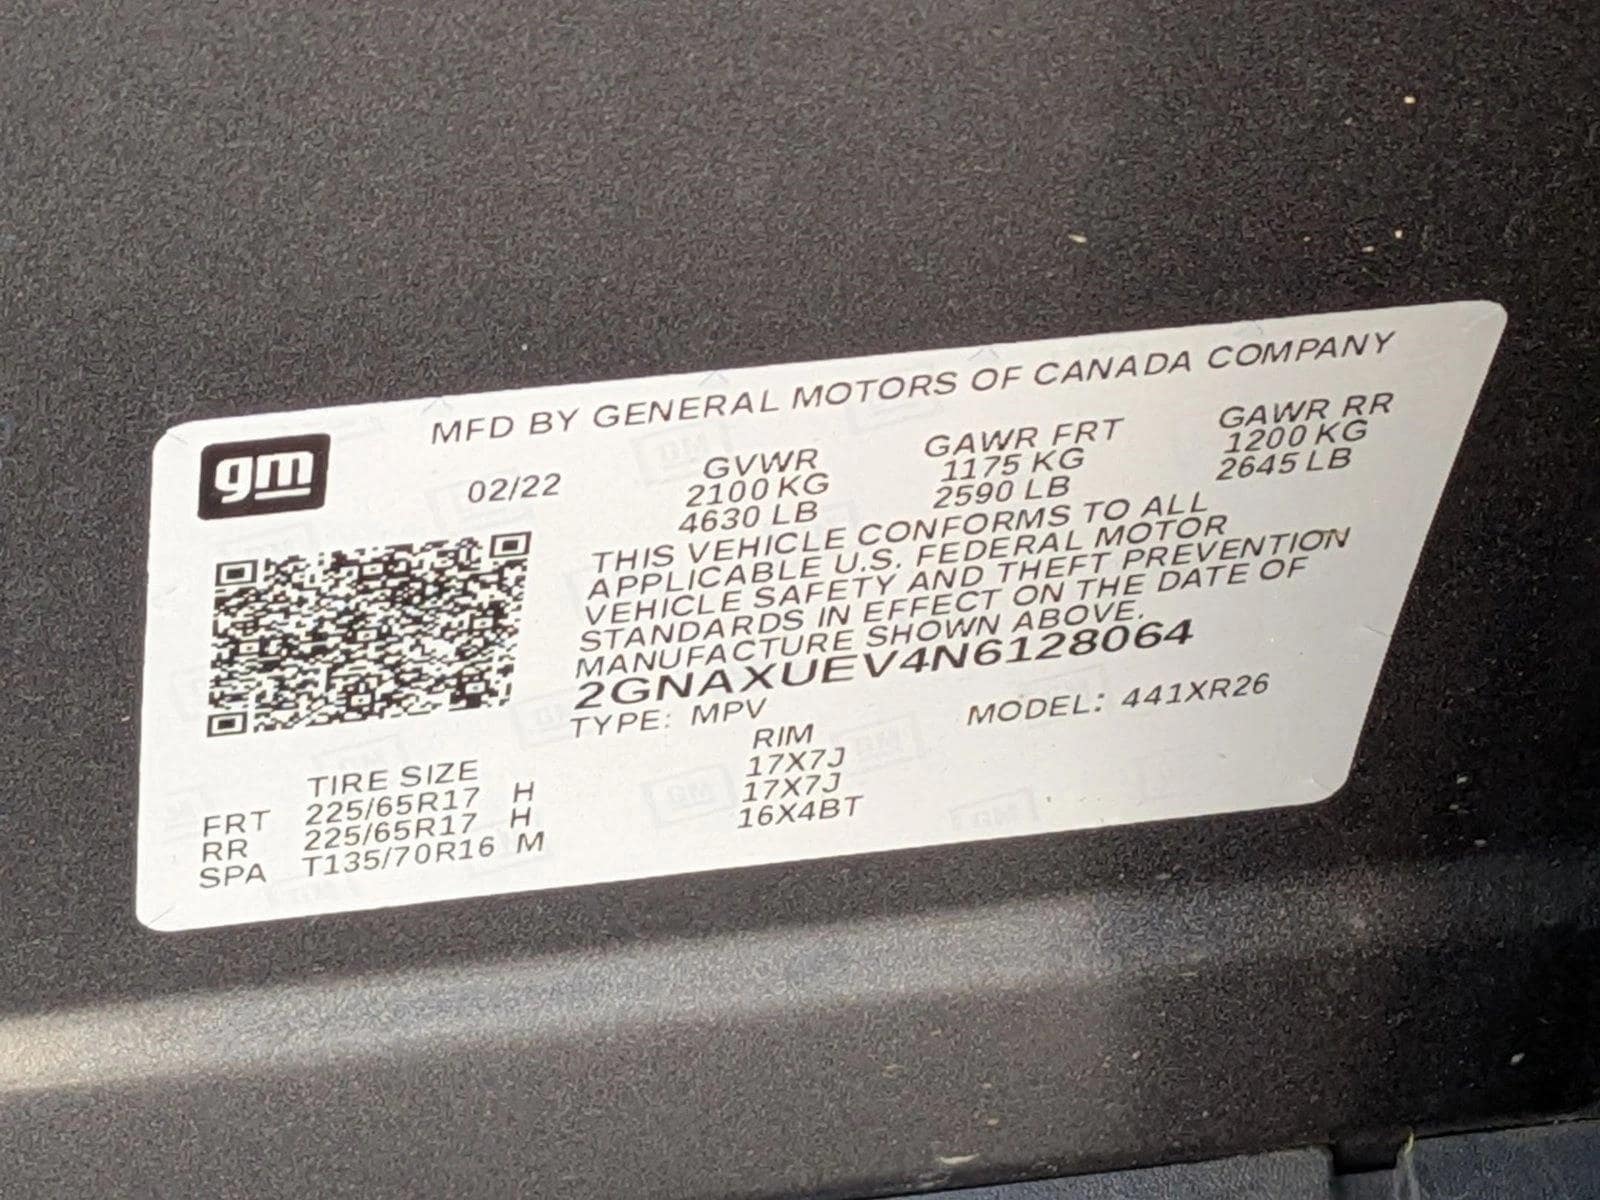 MFD BY GENERAL MOTORS OF CANADA COMPANY
gm
02/22
GVWR
2100 KG
4630 LB
GAWR FRT
1175 KG
2590 LB
GAWR RR
1200 KG
2645 LB
THIS VEHICLE CONFORMS TO ALL
APPLICABLE U.S. FEDERAL MOTOR
VEHICLE SAFETY AND THEFT PREVENTION
STANDARDS IN EFFECT ON THE DATE OF
MANUFACTURE SHOWN ABOVE.
2GNAXUEV4N6128064
TYPE: MPV MODEL: 441XR26
TIRE SIZE RIM
FRT 225/65R17 H 17X7J
RR 225/65R17 H 17X7J
SPA T135/70R16 M 16X4BT